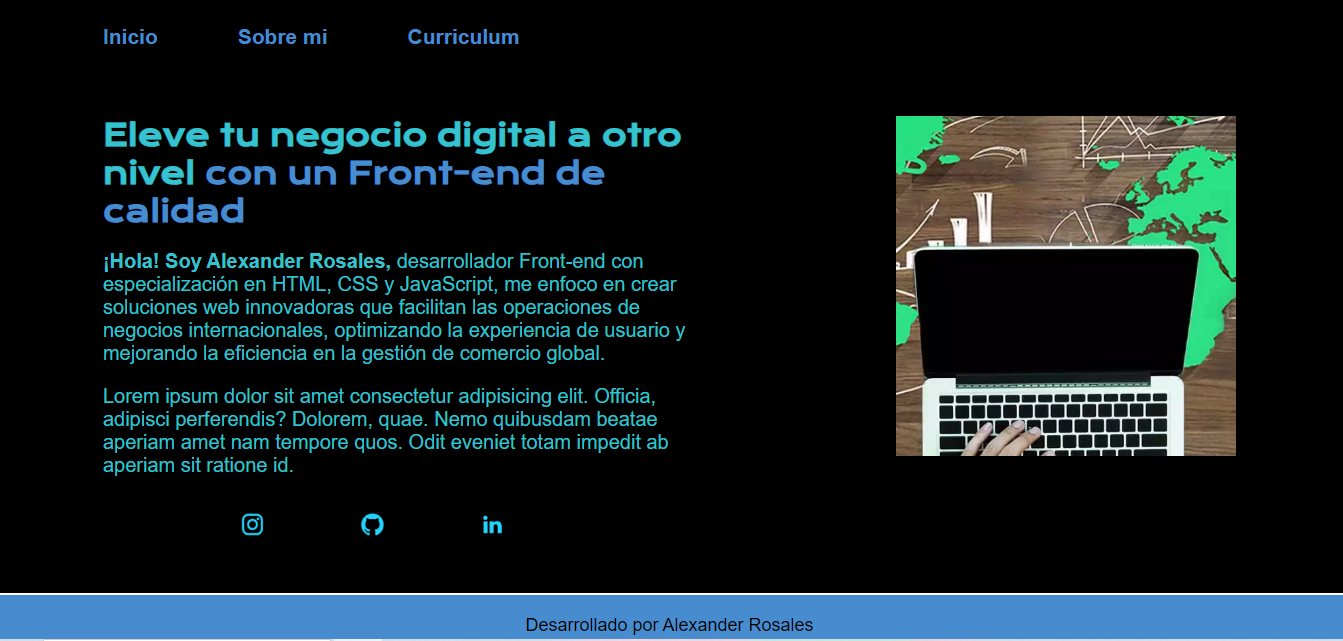 Inicio Sobre mi Curriculum
Eleve tu negocio digital a otro
nivel con un Front-end de
calidad
¡Hola! Soy Alexander Rosales, desarrollador Front-end con
especialización en HTML, CSS y JavaScript, me enfoco en crear
soluciones web innovadoras que facilitan las operaciones de
negocios internacionales, optimizando la experiencia de usuario y
mejorando la eficiencia en la gestión de comercio global.
Lorem ipsum dolor sit amet consectetur adipisicing elit. Officia,
adipisci perferendis? Dolorem, quae. Nemo quibusdam beatae
aperiam amet nam tempore quos. Odit eveniet totam impedit ab
aperiam sit ratione id.
in
Desarrollado por Alexander Rosales